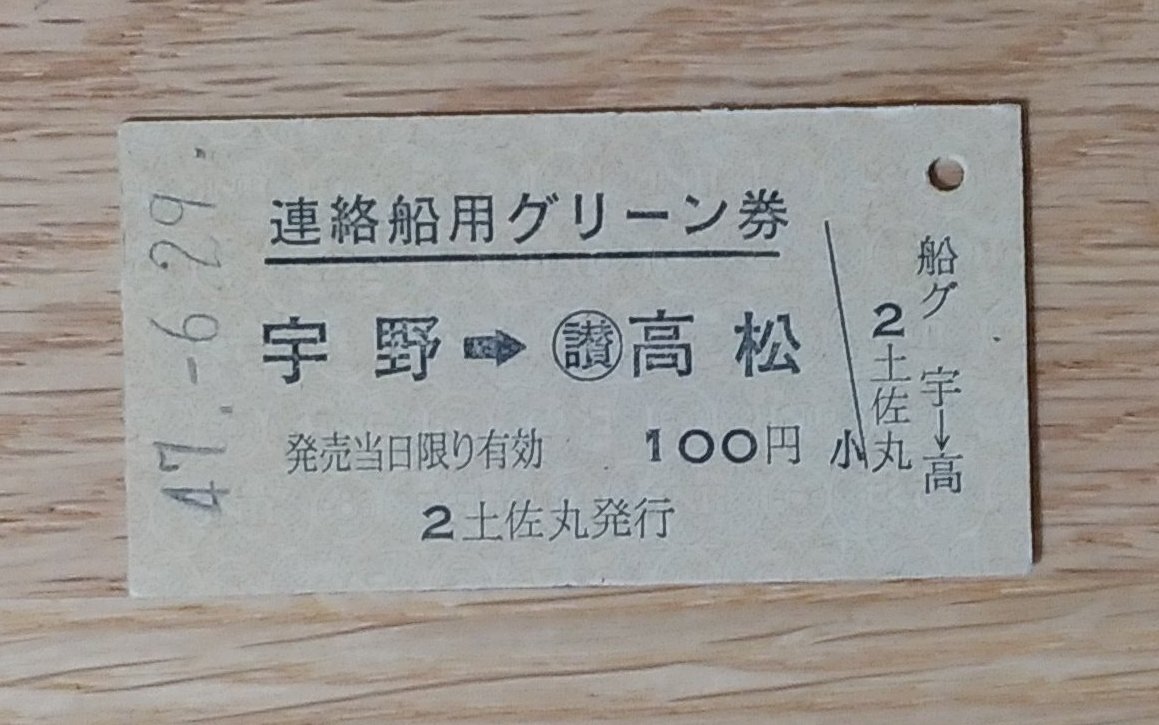 47.-6.29.
連絡船用グリーン券
宇野➡㊝高松
発売当日限り有効 100円
2土佐丸発行
小
2土佐丸
船グ 宇→高